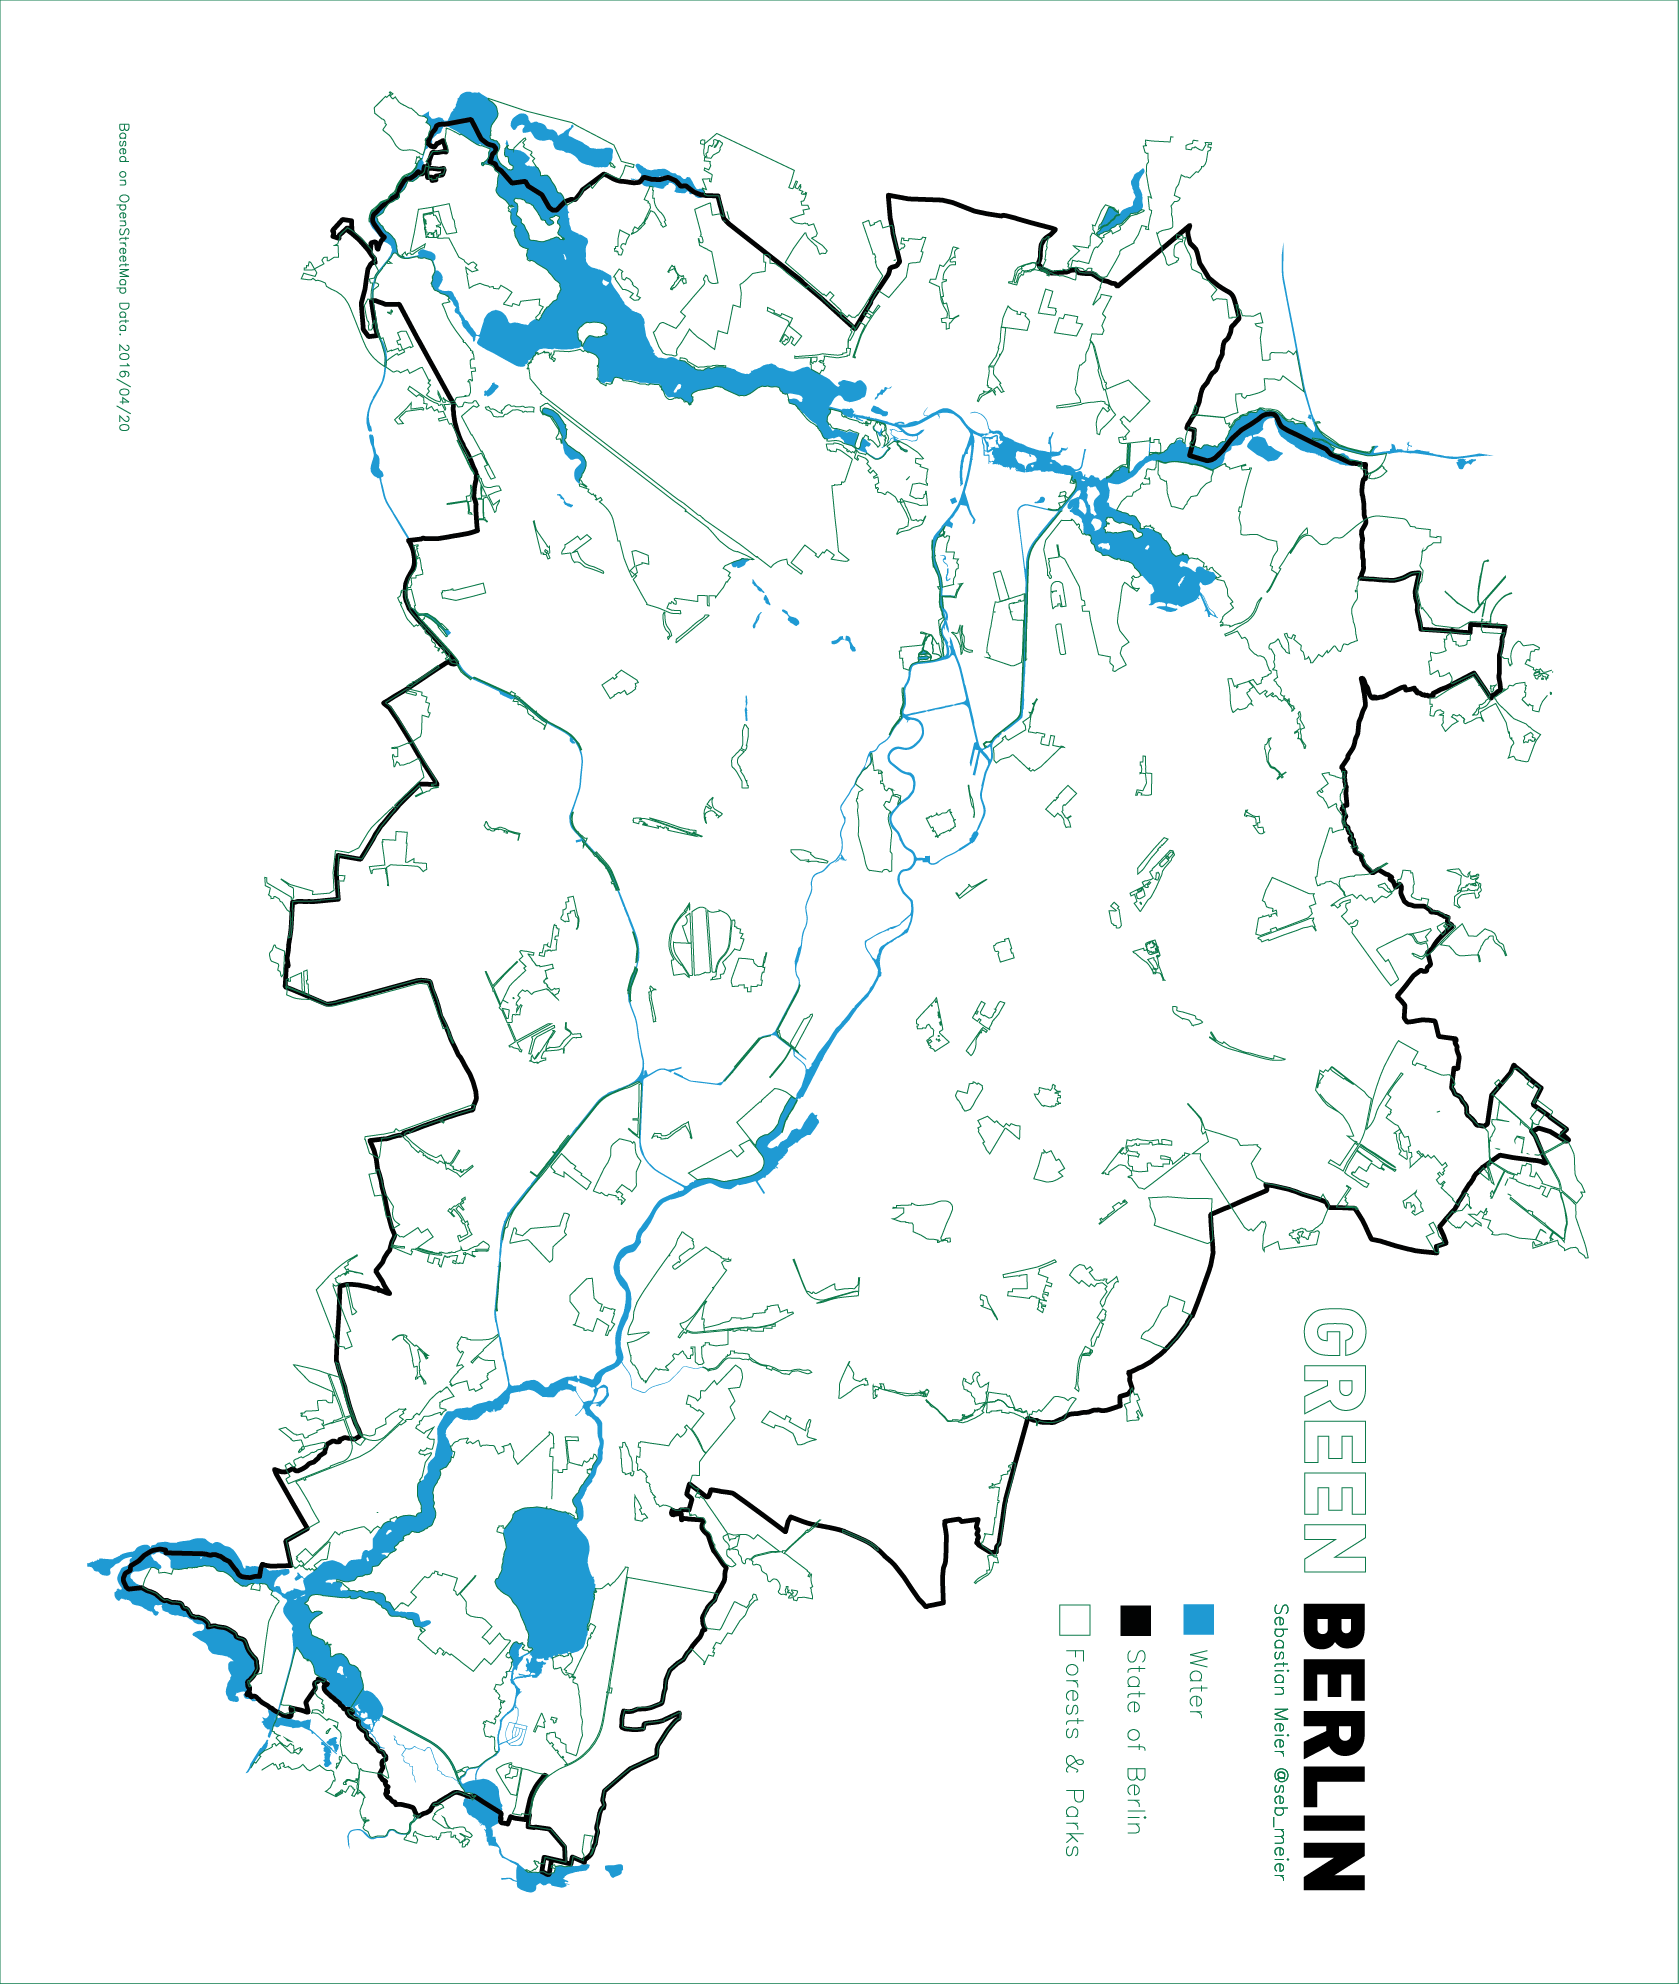 GREEN BERLIN
Sebastian Meier @seb_meier
Water
State of Berlin
Forests & Parks
Based on OpenStreetMap Data. 2016/04/20